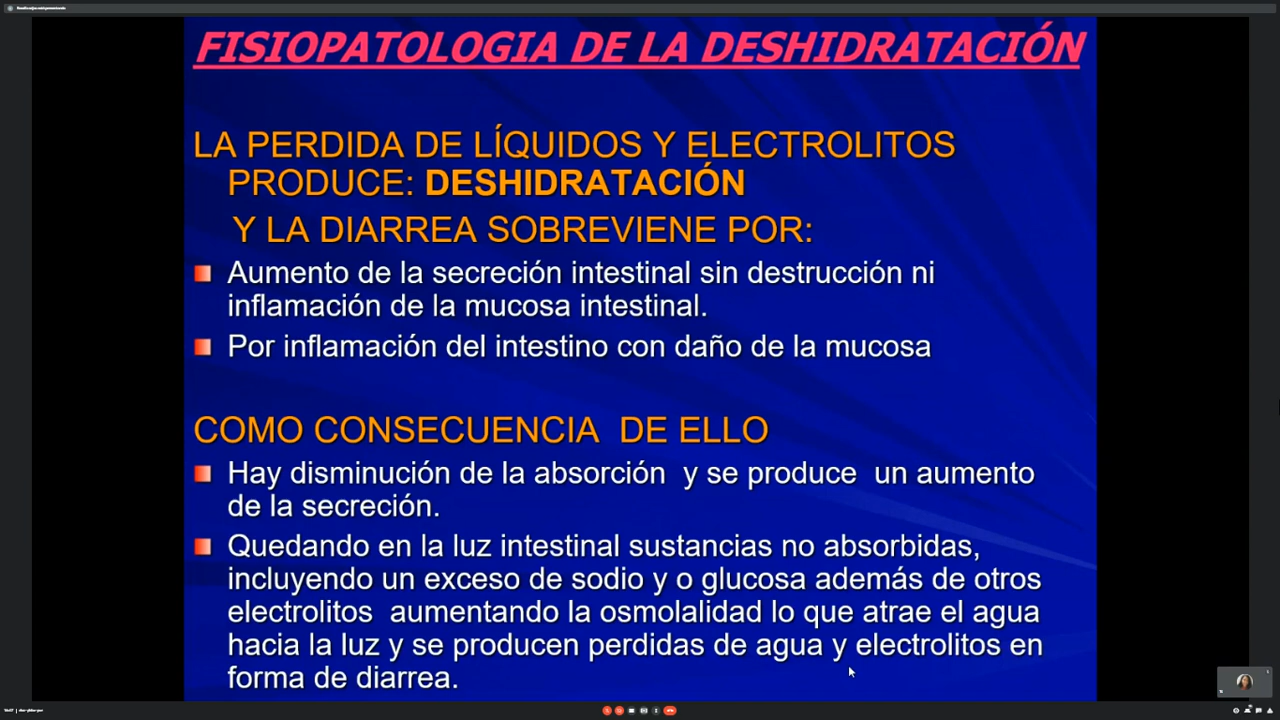 FISIOPATOLOGIA DE LA DESHIDRATACIÓN
LA PERDIDA DE LÍQUIDOS Y ELECTROLITOS
PRODUCE: DESHIDRATACIÓN
Y LA DIARREA SOBREVIENE POR:
Aumento de la secreción intestinal sin destrucción ni
inflamación de la mucosa intestinal.
Por inflamación del intestino con daño de la mucosa
COMO CONSECUENCIA DE ELLO
Hay disminución de la absorción y se produce un aumento
de la secreción.
Quedando en la luz intestinal sustancias no absorbidas,
incluyendo un exceso de sodio y o glucosa además de otros
electrolitos aumentando la osmolalidad lo que atrae el agua
hacia la luz y se producen perdidas de agua y electrolitos en
forma de diarrea.